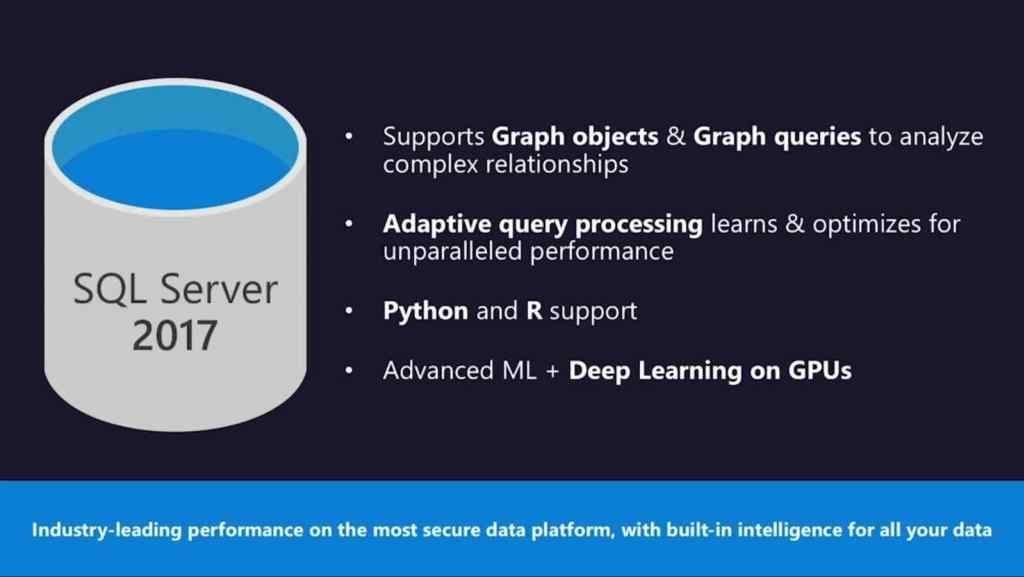 SQL Server
2017
• Supports Graph objects & Graph queries to analyze
complex relationships
• Adaptive query processing learns & optimizes for
unparalleled performance
• Python and R support
• Advanced ML + Deep Learning on GPUs
Industry-leading performance on the most secure data platform, with built-in intelligence for all your data